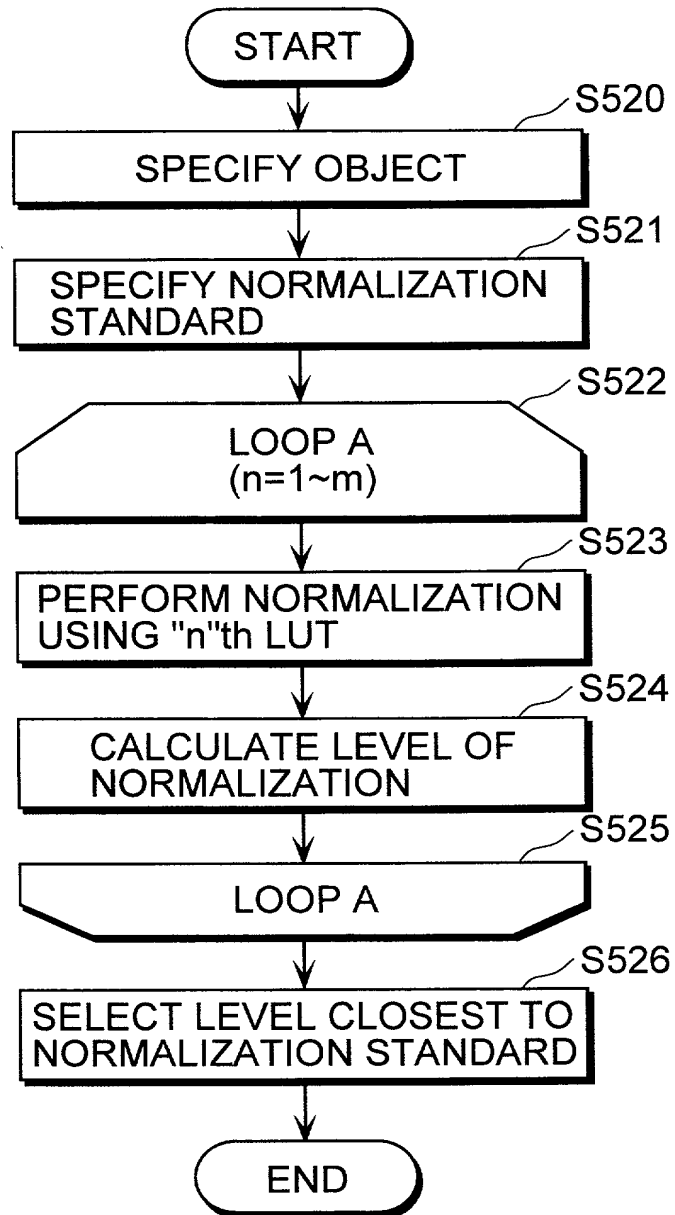 START
S520
SPECIFY OBJECT
S521
SPECIFY NORMALIZATION
STANDARD
S522
LOOP A
(n=1~m)
S523
PERFORM NORMALIZATION
USING "n"th LUT
S524
CALCULATE LEVEL OF
NORMALIZATION
S525
LOOP A
S526
SELECT LEVEL CLOSEST TO
NORMALIZATION STANDARD
END